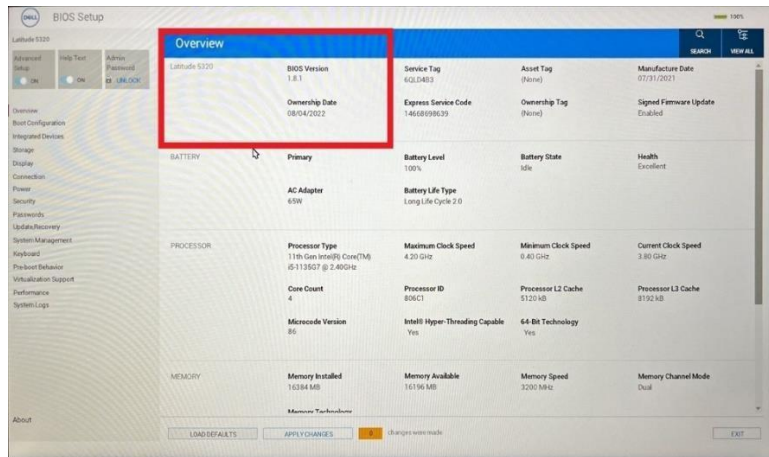 DELL BIOS Setup
100%
Latitude 5320
Advanced Setup
ON
Help Text
ON
Admin Password
UNLOCK
Overview
Boot Configuration
Integrated Devices
Storage
Display
Connection
Power
Security
Passwords
Update,Recovery
System Management
Keyboard
Pre-boot Behavior
Virtualization Support
Performance
System Logs
About
Overview
SEARCH
VIEW ALL
Latitude 5320
BIOS Version
1.8.1
Service Tag
Asset Tag
(None)
Manufacture Date
07/31/2021
Ownership Date
08/04/2022
Express Service Code
14668698639
Ownership Tag
(None)
Signed Firmware Update
Enabled
BATTERY
Primary
Battery Level
100%
Battery State
Idle
Health
Excellent
AC Adapter
65W
Battery Life Type
Long Life Cycle 2.0
PROCESSOR
Processor Type
11th Gen Intel(R) Core(TM)
i5-1135G7 @ 2.40GHz
Maximum Clock Speed
4.20 GHz
Minimum Clock Speed
0.40 GHz
Current Clock Speed
3.80 GHz
Core Count
4
Processor ID
806C1
Processor L2 Cache
5120 kB
Processor L3 Cache
8192 kB
Microcode Version
86
Intel® Hyper-Threading Capable
Yes
64-Bit Technology
Yes
MEMORY
Memory Installed
16384 MB
Memory Available
16196 MB
Memory Speed
3200 MHz
Memory Channel Mode
Dual
Memory Technology
LOAD DEFAULTS
APPLY CHANGES
0 changes were made
EXIT